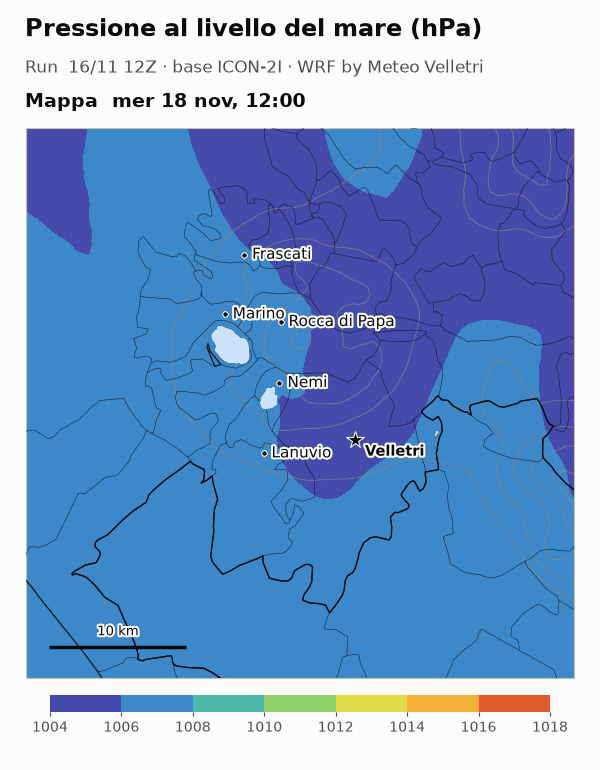 Pressione al livello del mare (hPa)
Run  16/11 12Z · base ICON-2I · WRF by Meteo Velletri
Mappa  mer 18 nov, 12:00
Frascati
Marino
Rocca di Papa
Nemi
Velletri
Lanuvio
10 km
1004 1006 1008 1010 1012 1014 1016 1018